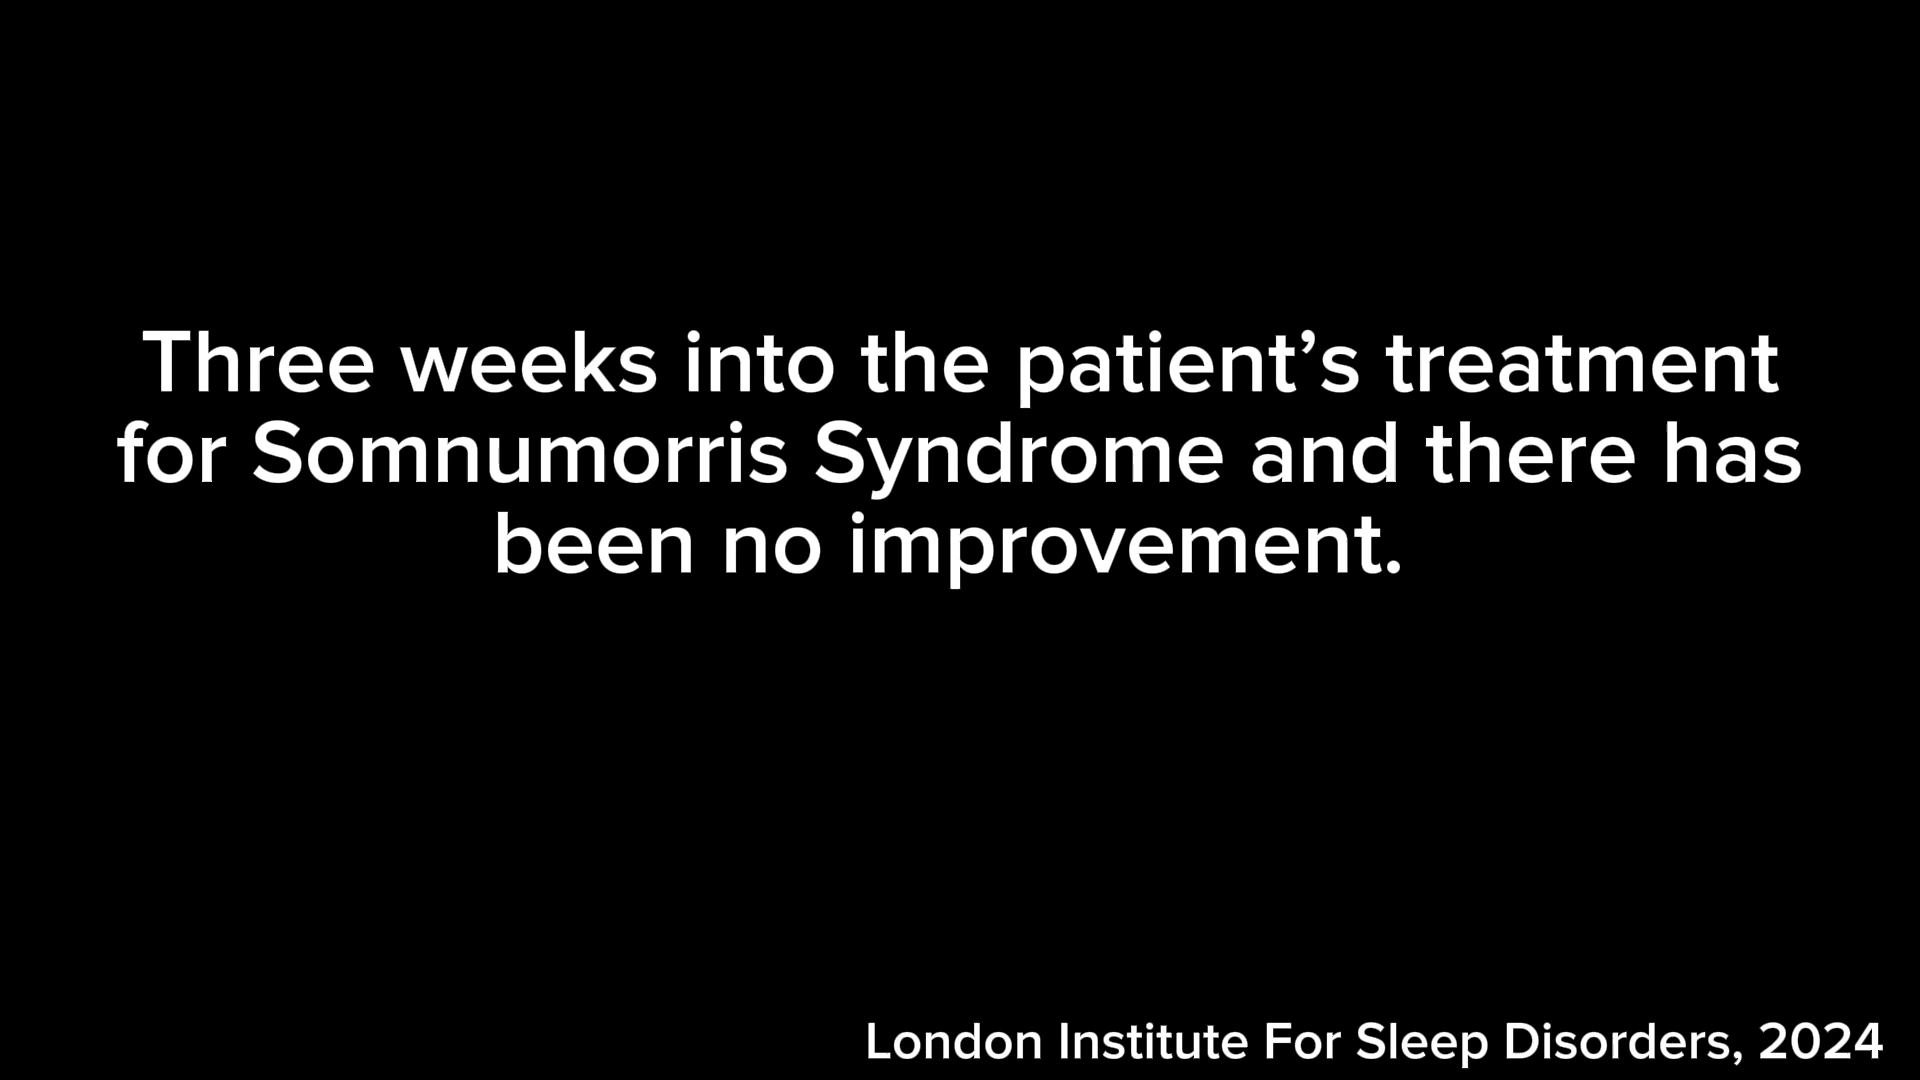 Three weeks into the patient’s treatment
for Somnumorris Syndrome and there has
been no improvement.
London Institute For Sleep Disorders, 2024